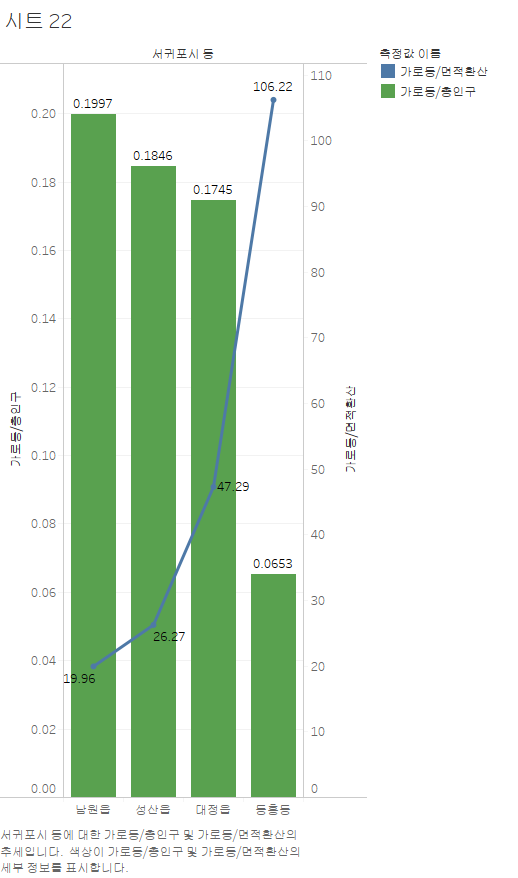 시트 22
서귀포시 동
측정값 이름
가로등/면적환산
가로등/총인구
가로등/총인구
0.20
0.18
0.16
0.14
0.12
0.10
0.08
0.06
0.04
0.02
0.00
0.1997
0.1846
0.1745
0.0653
106.22
47.29
26.27
19.96
110
100
90
80
70
60
50
40
30
20
10
0
가로등/면적환산
남원읍
성산읍
대정읍
동홍동
서귀포시 동에 대한 가로등/총인구 및 가로등/면적환산의
추세입니다. 색상이 가로등/총인구 및 가로등/면적환산의
세부 정보를 표시합니다.